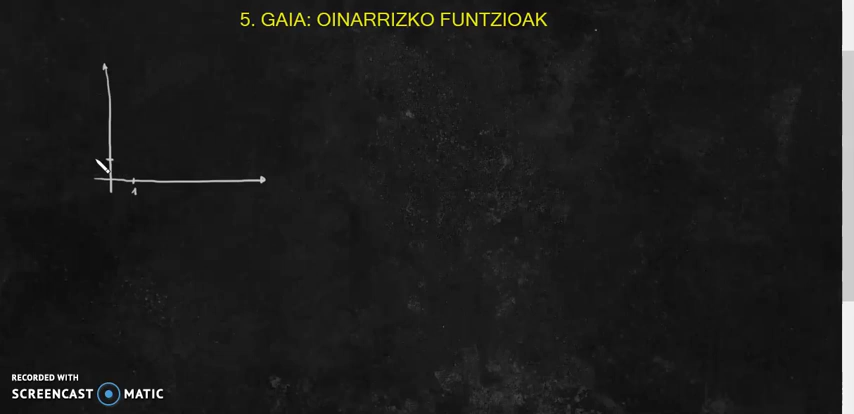 5. GAIA: OINARRIZKO FUNTZIOAK
1
RECORDED WITH
SCREENCAST MATIC